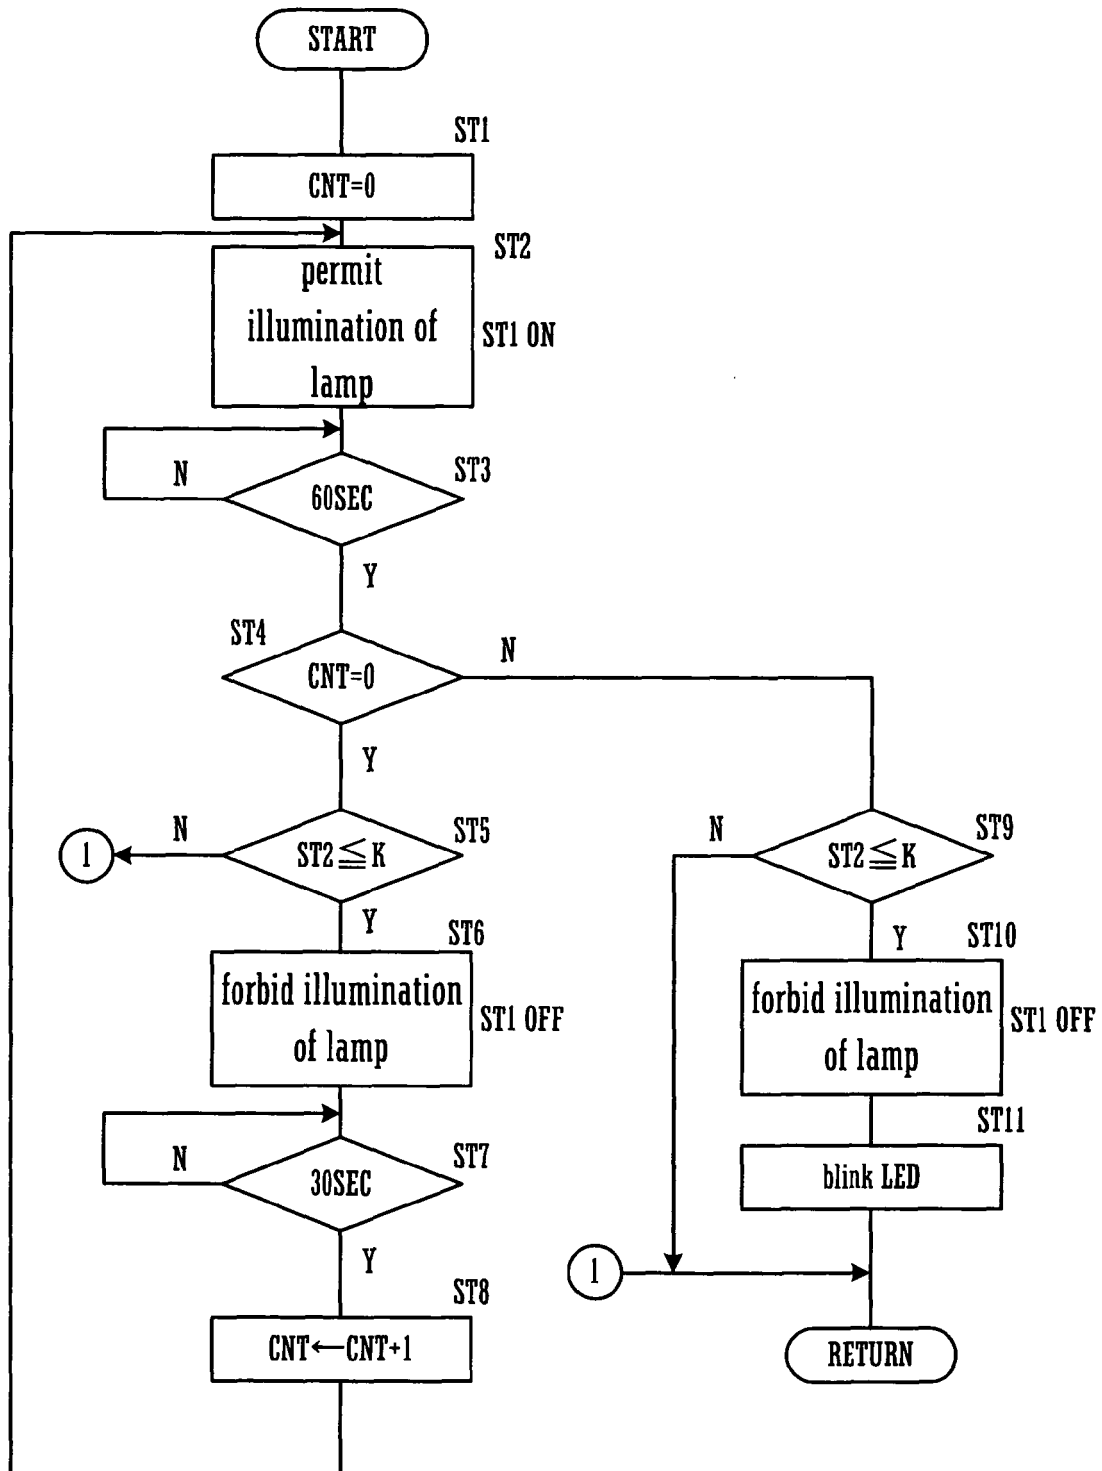 START
ST1
CNT=0
ST2
permit
illumination of
lamp
ST1 ON
N
ST3
60SEC
Y
ST4
CNT=0
N
Y
1
N
ST5
ST2≦K
Y
N
ST9
ST2≦K
Y
ST6
forbid illumination
of lamp
ST1 OFF
ST10
forbid illumination
of lamp
ST1 OFF
N
ST7
30SEC
Y
ST11
blink LED
1
ST8
CNT←CNT+1
RETURN